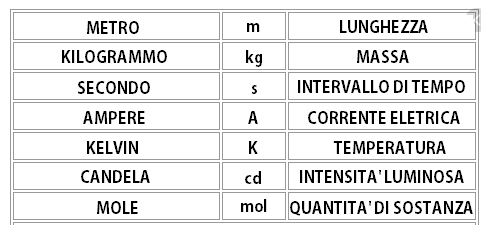 METRO m LUNGHEZZA
KILOGRAMMO kg MASSA
SECONDO s INTERVALLO DI TEMPO
AMPERE A CORRENTE ELETRICA
KELVIN K TEMPERATURA
CANDELA cd INTENSITA' LUMINOSA
MOLE mol QUANTITA' DI SOSTANZA